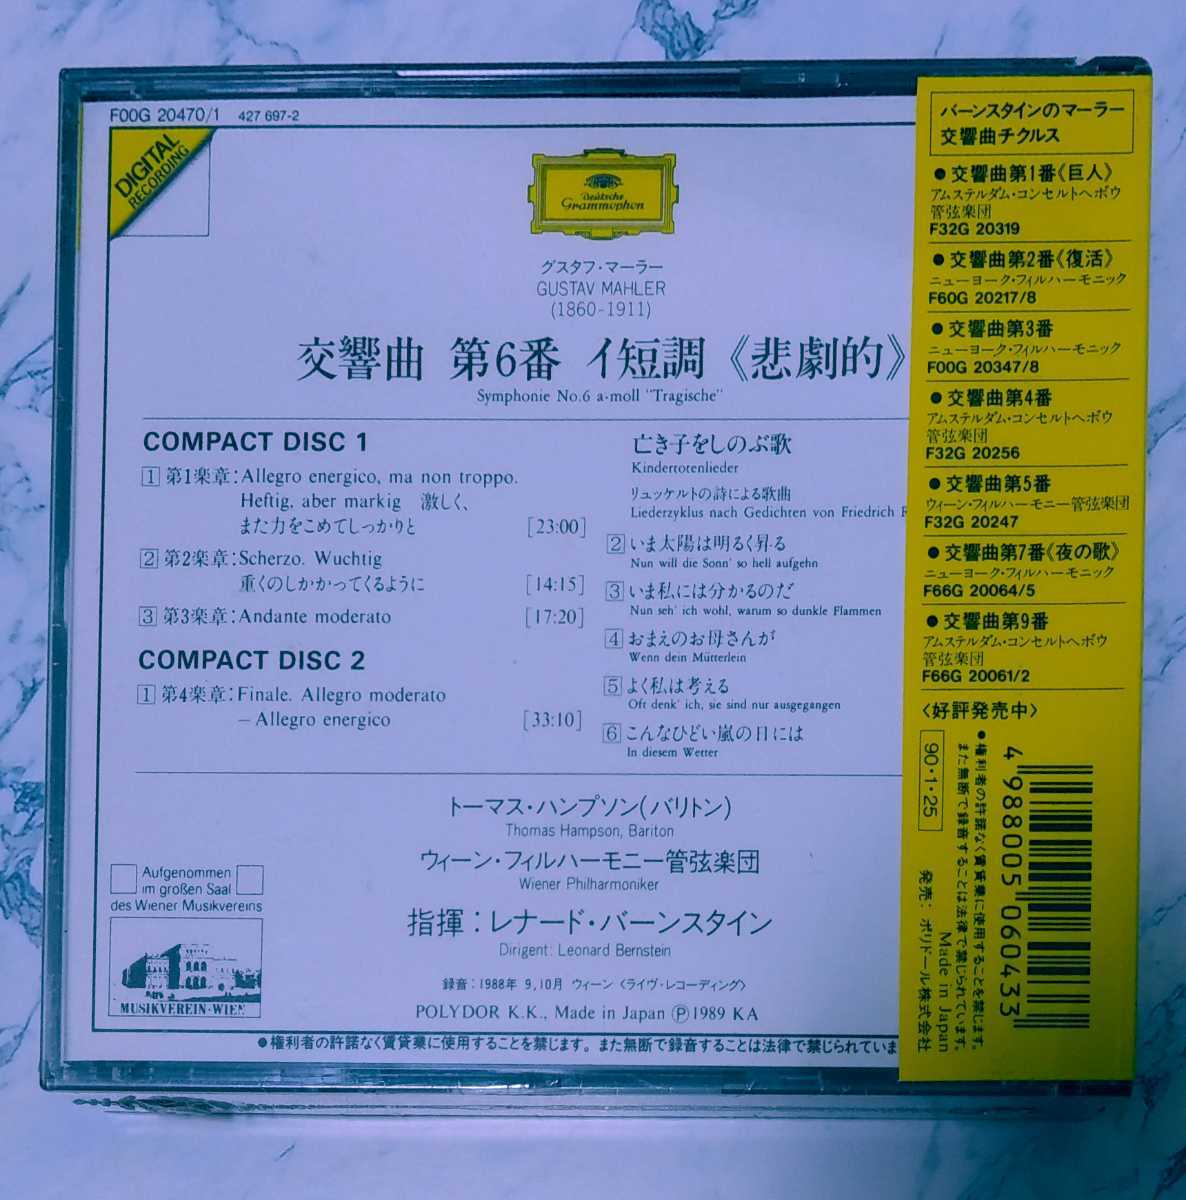 F00G 20470/1 427 697-2
DIGITAL
RECORDING
Deutsche
Grammophon
グスタフ・マーラー
GUSTAV MAHLER
(1860-1911)
交響曲 第6番 イ短調《悲劇的》
Symphonie No.6 a-moll "Tragische"
COMPACT DISC 1
1 第1楽章: Allegro energico, ma non troppo.
Heftig, aber markig 激しく、
また力をこめてしっかりと [23:00]
2 第2楽章: Scherzo. Wuchtig
重くのしかかってくるように [14:15]
3 第3楽章: Andante moderato [17:20]
COMPACT DISC 2
1 第4楽章: Finale. Allegro moderato
– Allegro energico [33:10]
亡き子をしのぶ歌
Kindertotenlieder
リュッケルトの詩による歌曲
Liederzyklus nach Gedichten von Friedrich
2 いま太陽は明るく昇る
Nun will die Sonn' so hell aufgehn
3 いま私には分かるのだ
Nun seh' ich wohl, warum so dunkle Flammen
4 おまえのお母さんが
Wenn dein Mütterlein
5 よく私は考える
Oft denk' ich, sie sind nur ausgegangen
6 こんなひどい嵐の日には
In diesem Wetter
トーマス・ハンプソン(バリトン)
Thomas Hampson, Bariton
ウィーン・フィルハーモニー管弦楽団
Wiener Philharmoniker
指揮：レナード・バーンスタイン
Dirigent: Leonard Bernstein
録音：1988年 9,10月 ウィーン〈ライヴ・レコーディング〉
POLYDOR K.K., Made in Japan Ⓟ1989 KA
●権利者の許諾なく賃貸業に使用することを禁じます。また無断で録音することは法律で禁じられていま
Aufgenommen
im großen Saal
des Wiener Musikvereins
MUSIKVEREIN·WIEN
バーンスタインのマーラー
交響曲チクルス
●交響曲第1番《巨人》
アムステルダム・コンセルトヘボウ
管弦楽団
F32G 20319
●交響曲第2番《復活》
ニューヨーク・フィルハーモニック
F60G 20217/8
●交響曲第3番
ニューヨーク・フィルハーモニック
F00G 20347/8
●交響曲第4番
アムステルダム・コンセルトヘボウ
管弦楽団
F32G 20256
●交響曲第5番
ウィーン・フィルハーモニー管弦楽団
F32G 20247
●交響曲第7番《夜の歌》
ニューヨーク・フィルハーモニック
F66G 20064/5
●交響曲第9番
アムステルダム・コンセルトヘボウ
管弦楽団
F66G 20061/2
〈好評発売中〉
4 988005 060433
●権利者の許諾なく賃貸業に使用することを禁じます。
また無断で録音することは法律で禁じられています。
Made in Japan
90・1・25
発売：ポリドール株式会社